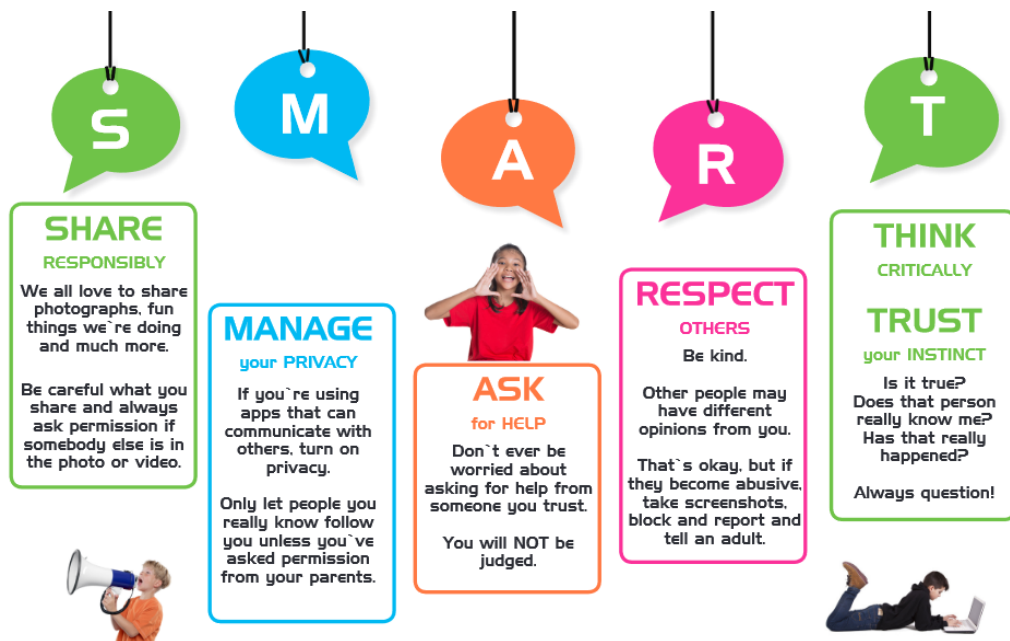 S
M
A
R
T
SHARE
RESPONSIBLY
We all love to share
photographs, fun
things we`re doing
and much more.
Be careful what you
share and always
ask permission if
somebody else is in
the photo or video.
MANAGE
your PRIVACY
If you`re using
apps that can
communicate with
others, turn on
privacy.
Only let people you
really know follow
you unless you`ve
asked permission
from your parents.
ASK
for HELP
Don`t ever be
worried about
asking for help from
someone you trust.
You will NOT be
judged.
RESPECT
OTHERS
Be kind.
Other people may
have different
opinions from you.
That`s okay, but if
they become abusive,
take screenshots,
block and report and
tell an adult.
THINK
CRITICALLY
TRUST
your INSTINCT
Is it true?
Does that person
really know me?
Has that really
happened?
Always question!